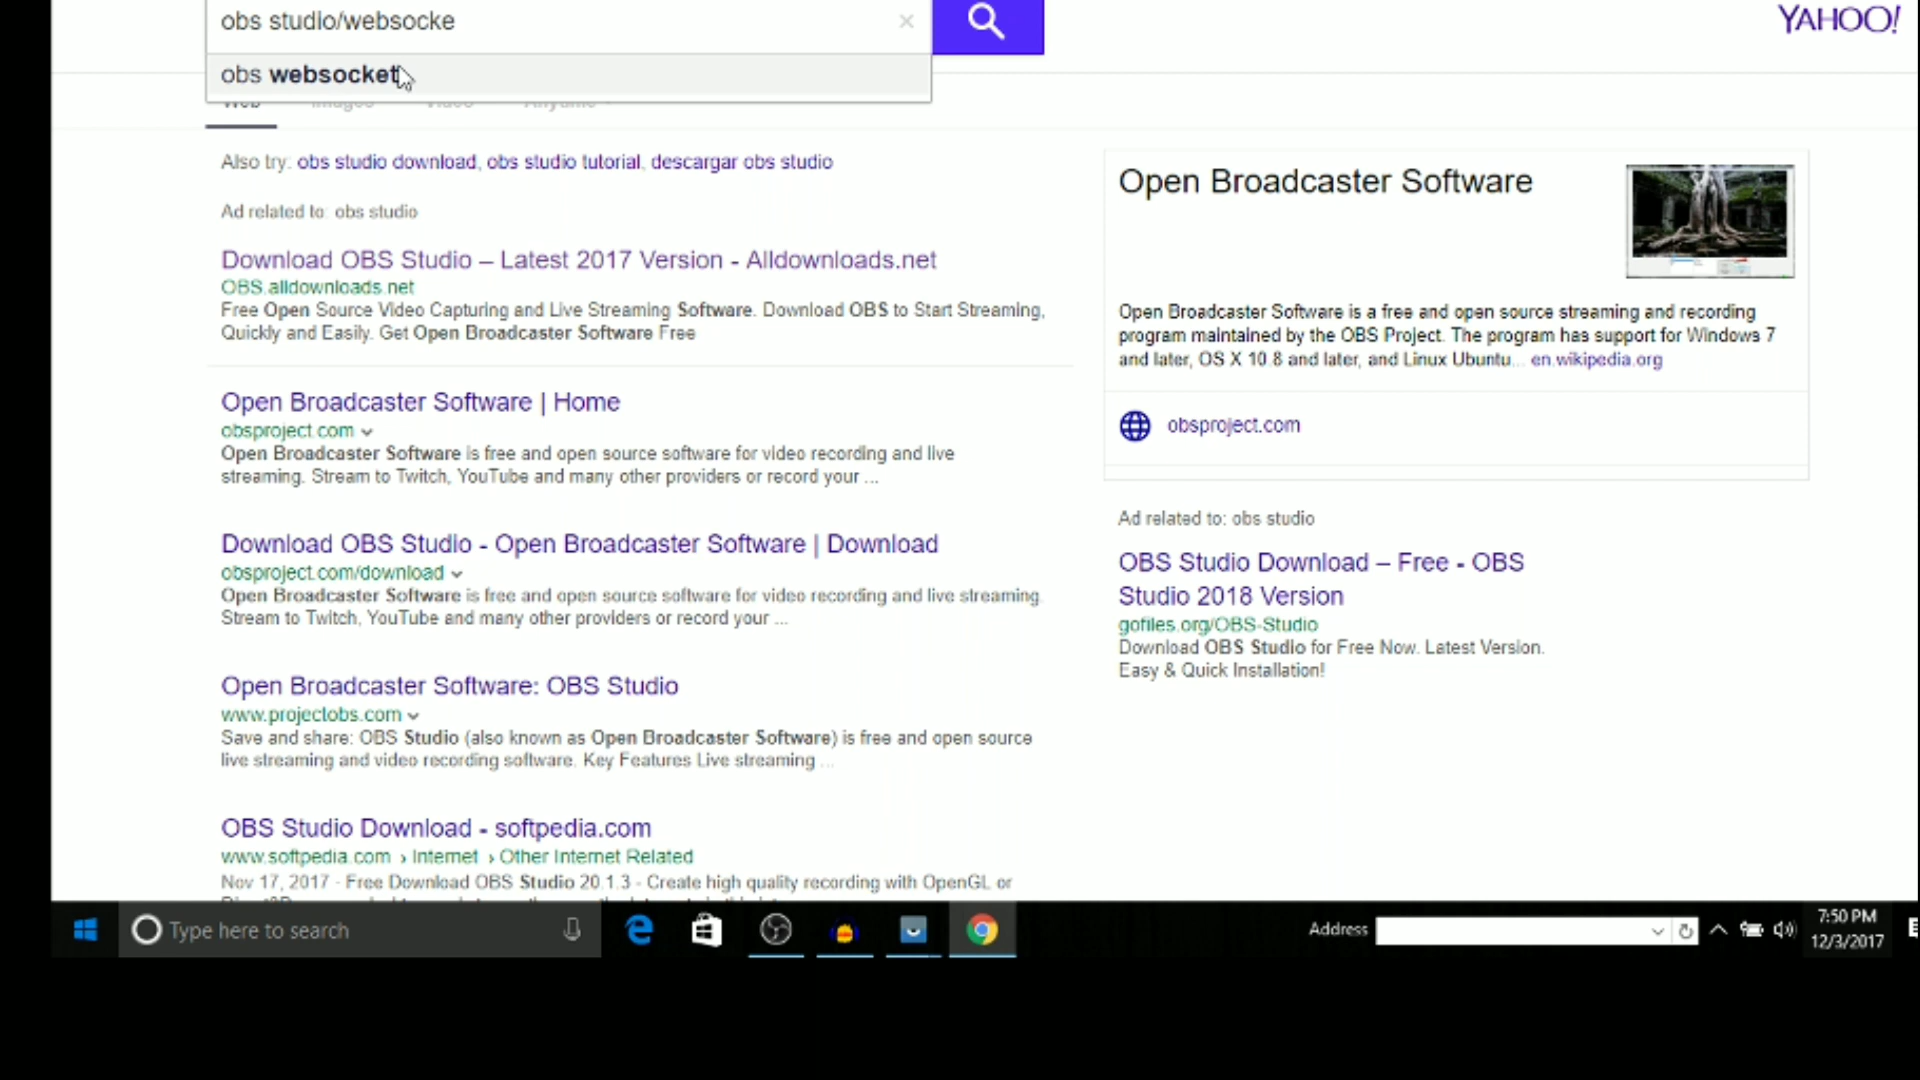 obs studio/websocke
×
YAHOO!
obs websocket
Web Images Video Anytime
Also try: obs studio download, obs studio tutorial, descargar obs studio
Ad related to: obs studio
Download OBS Studio – Latest 2017 Version - Alldownloads.net
OBS.alldownloads.net
Free Open Source Video Capturing and Live Streaming Software. Download OBS to Start Streaming,
Quickly and Easily. Get Open Broadcaster Software Free
Open Broadcaster Software | Home
obsproject.com
Open Broadcaster Software is free and open source software for video recording and live
streaming. Stream to Twitch, YouTube and many other providers or record your ...
Download OBS Studio - Open Broadcaster Software | Download
obsproject.com/download
Open Broadcaster Software is free and open source software for video recording and live streaming.
Stream to Twitch, YouTube and many other providers or record your ...
Open Broadcaster Software: OBS Studio
www.projectobs.com
Save and share: OBS Studio (also known as Open Broadcaster Software) is free and open source
live streaming and video recording software. Key Features Live streaming ...
OBS Studio Download - softpedia.com
www.softpedia.com › Internet › Other Internet Related
Nov 17, 2017 - Free Download OBS Studio 20.1.3 - Create high quality recording with OpenGL or
Open Broadcaster Software
Open Broadcaster Software is a free and open source streaming and recording
program maintained by the OBS Project. The program has support for Windows 7
and later, OS X 10.8 and later, and Linux Ubuntu... en.wikipedia.org
obsproject.com
Ad related to: obs studio
OBS Studio Download – Free - OBS
Studio 2018 Version
gofiles.org/OBS-Studio
Download OBS Studio for Free Now. Latest Version.
Easy & Quick Installation!
Type here to search
Address
7:50 PM
12/3/2017